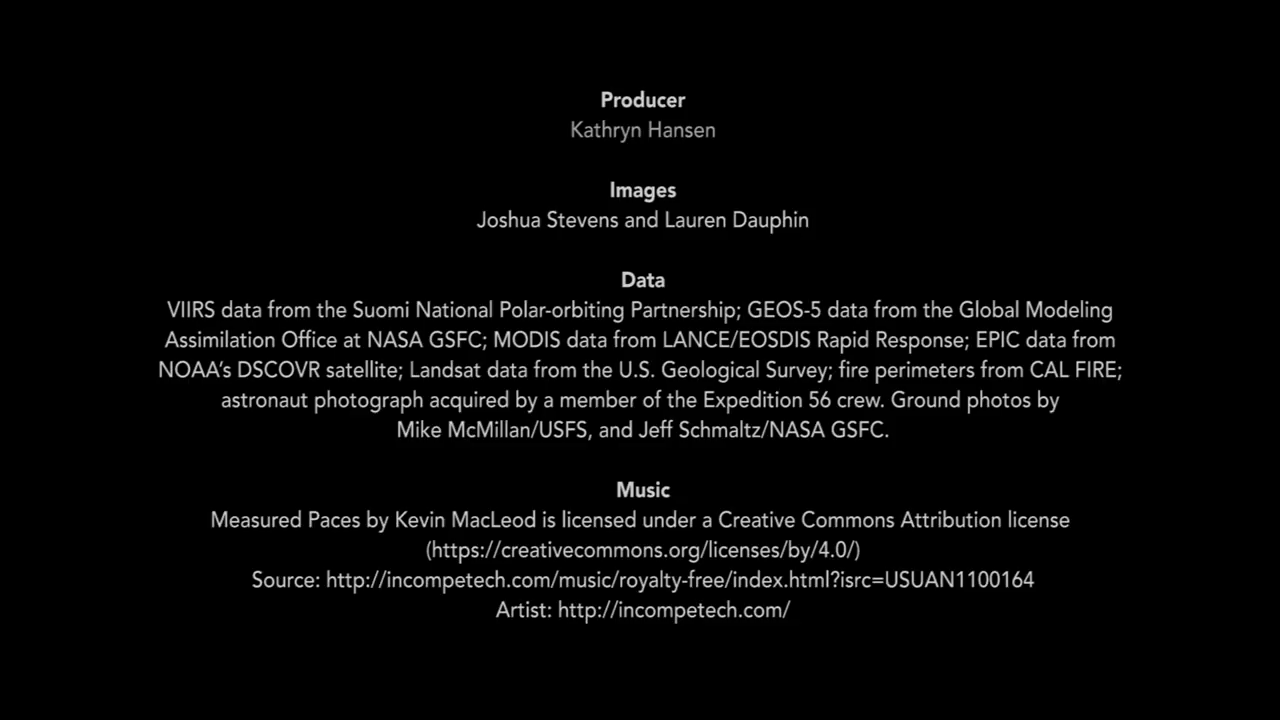 Producer
Kathryn Hansen
Images
Joshua Stevens and Lauren Dauphin
Data
VIIRS data from the Suomi National Polar-orbiting Partnership; GEOS-5 data from the Global Modeling
Assimilation Office at NASA GSFC; MODIS data from LANCE/EOSDIS Rapid Response; EPIC data from
NOAA’s DSCOVR satellite; Landsat data from the U.S. Geological Survey; fire perimeters from CAL FIRE;
astronaut photograph acquired by a member of the Expedition 56 crew. Ground photos by
Mike McMillan/USFS, and Jeff Schmaltz/NASA GSFC.
Music
Measured Paces by Kevin MacLeod is licensed under a Creative Commons Attribution license
(https://creativecommons.org/licenses/by/4.0/)
Source: http://incompetech.com/music/royalty-free/index.html?isrc=USUAN1100164
Artist: http://incompetech.com/